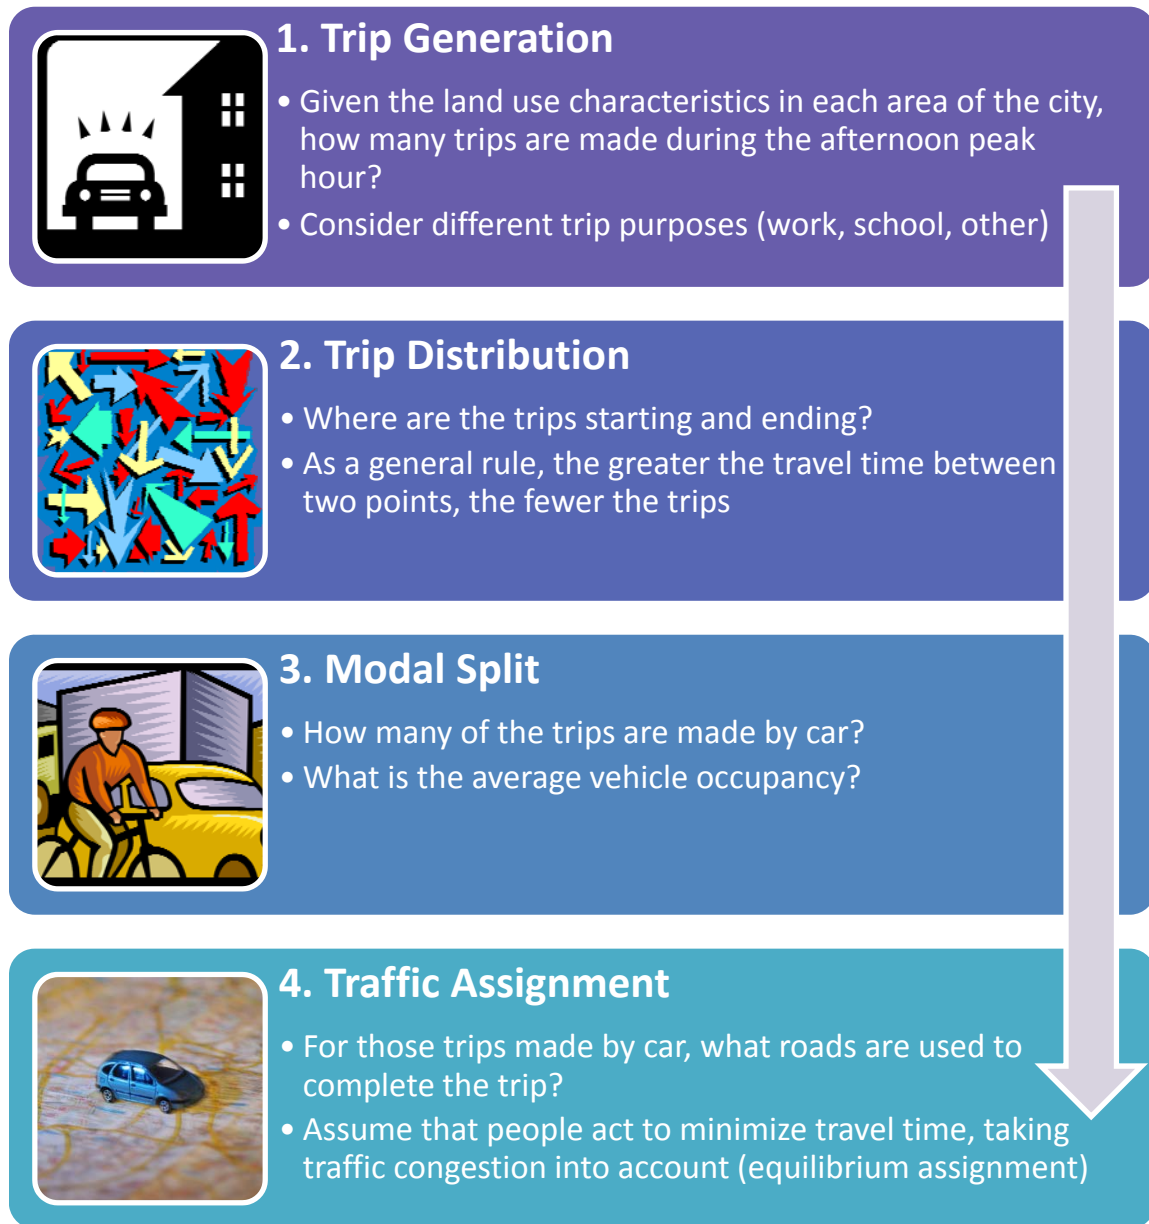 1. Trip Generation
• Given the land use characteristics in each area of the city,
how many trips are made during the afternoon peak
hour?
• Consider different trip purposes (work, school, other)
2. Trip Distribution
• Where are the trips starting and ending?
• As a general rule, the greater the travel time between
two points, the fewer the trips
3. Modal Split
• How many of the trips are made by car?
• What is the average vehicle occupancy?
4. Traffic Assignment
• For those trips made by car, what roads are used to
complete the trip?
• Assume that people act to minimize travel time, taking
traffic congestion into account (equilibrium assignment)